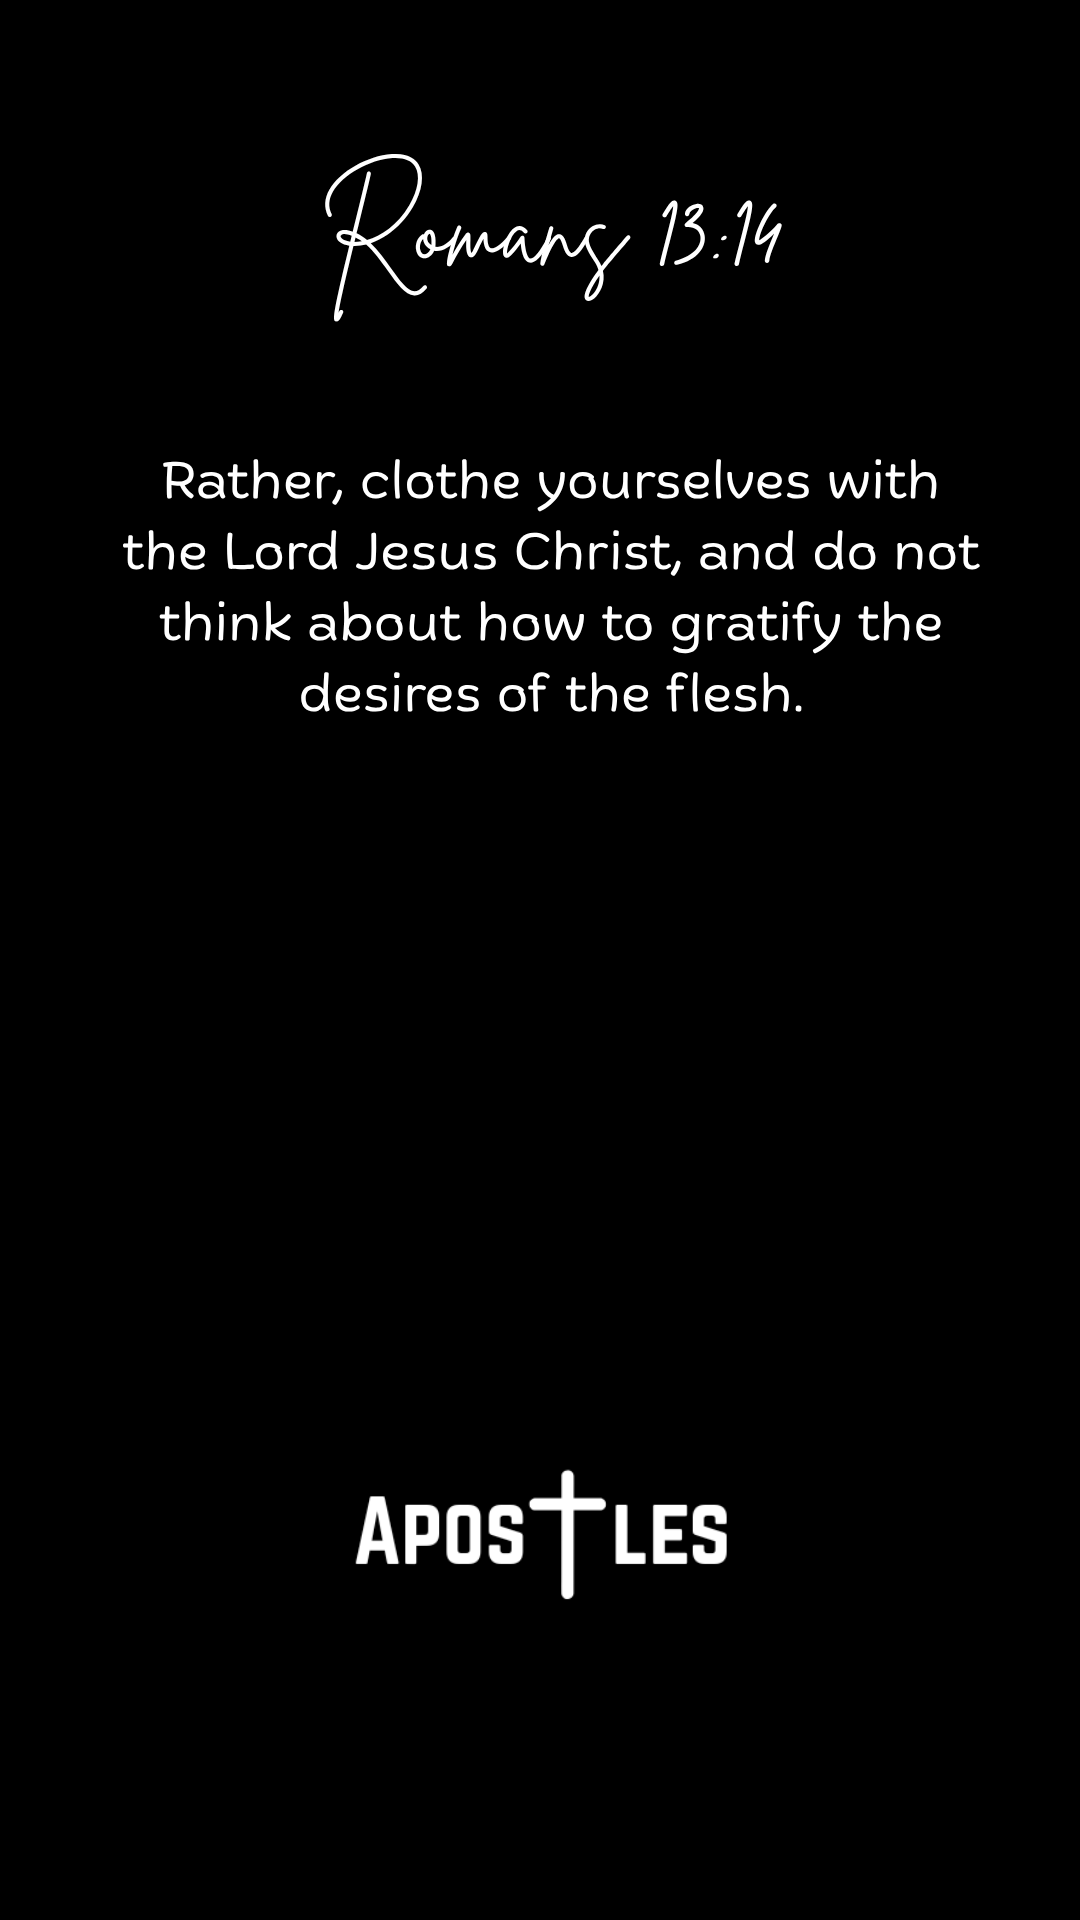 Romans 13:14
Rather, clothe yourselves with
the Lord Jesus Christ, and do not
think about how to gratify the
desires of the flesh.
APOSTLES